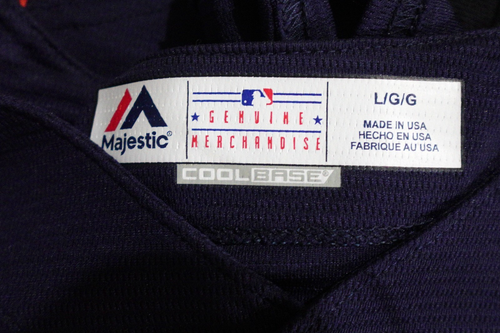 Majestic®
GENUINE
MERCHANDISE
L/G/G
MADE IN USA
HECHO EN USA
FABRIQUE AU USA
COOLBASE